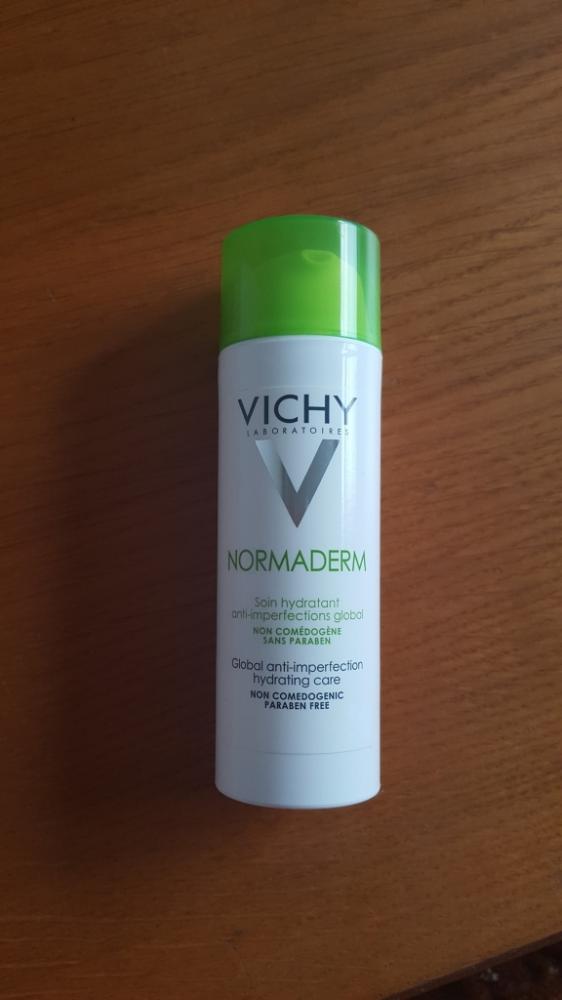 VICHY
LABORATOIRES
NORMADERM
Soin hydratant
anti-imperfections global
NON COMÉDOGÈNE
SANS PARABEN
Global anti-imperfection
hydrating care
NON COMEDOGENIC
PARABEN FREE